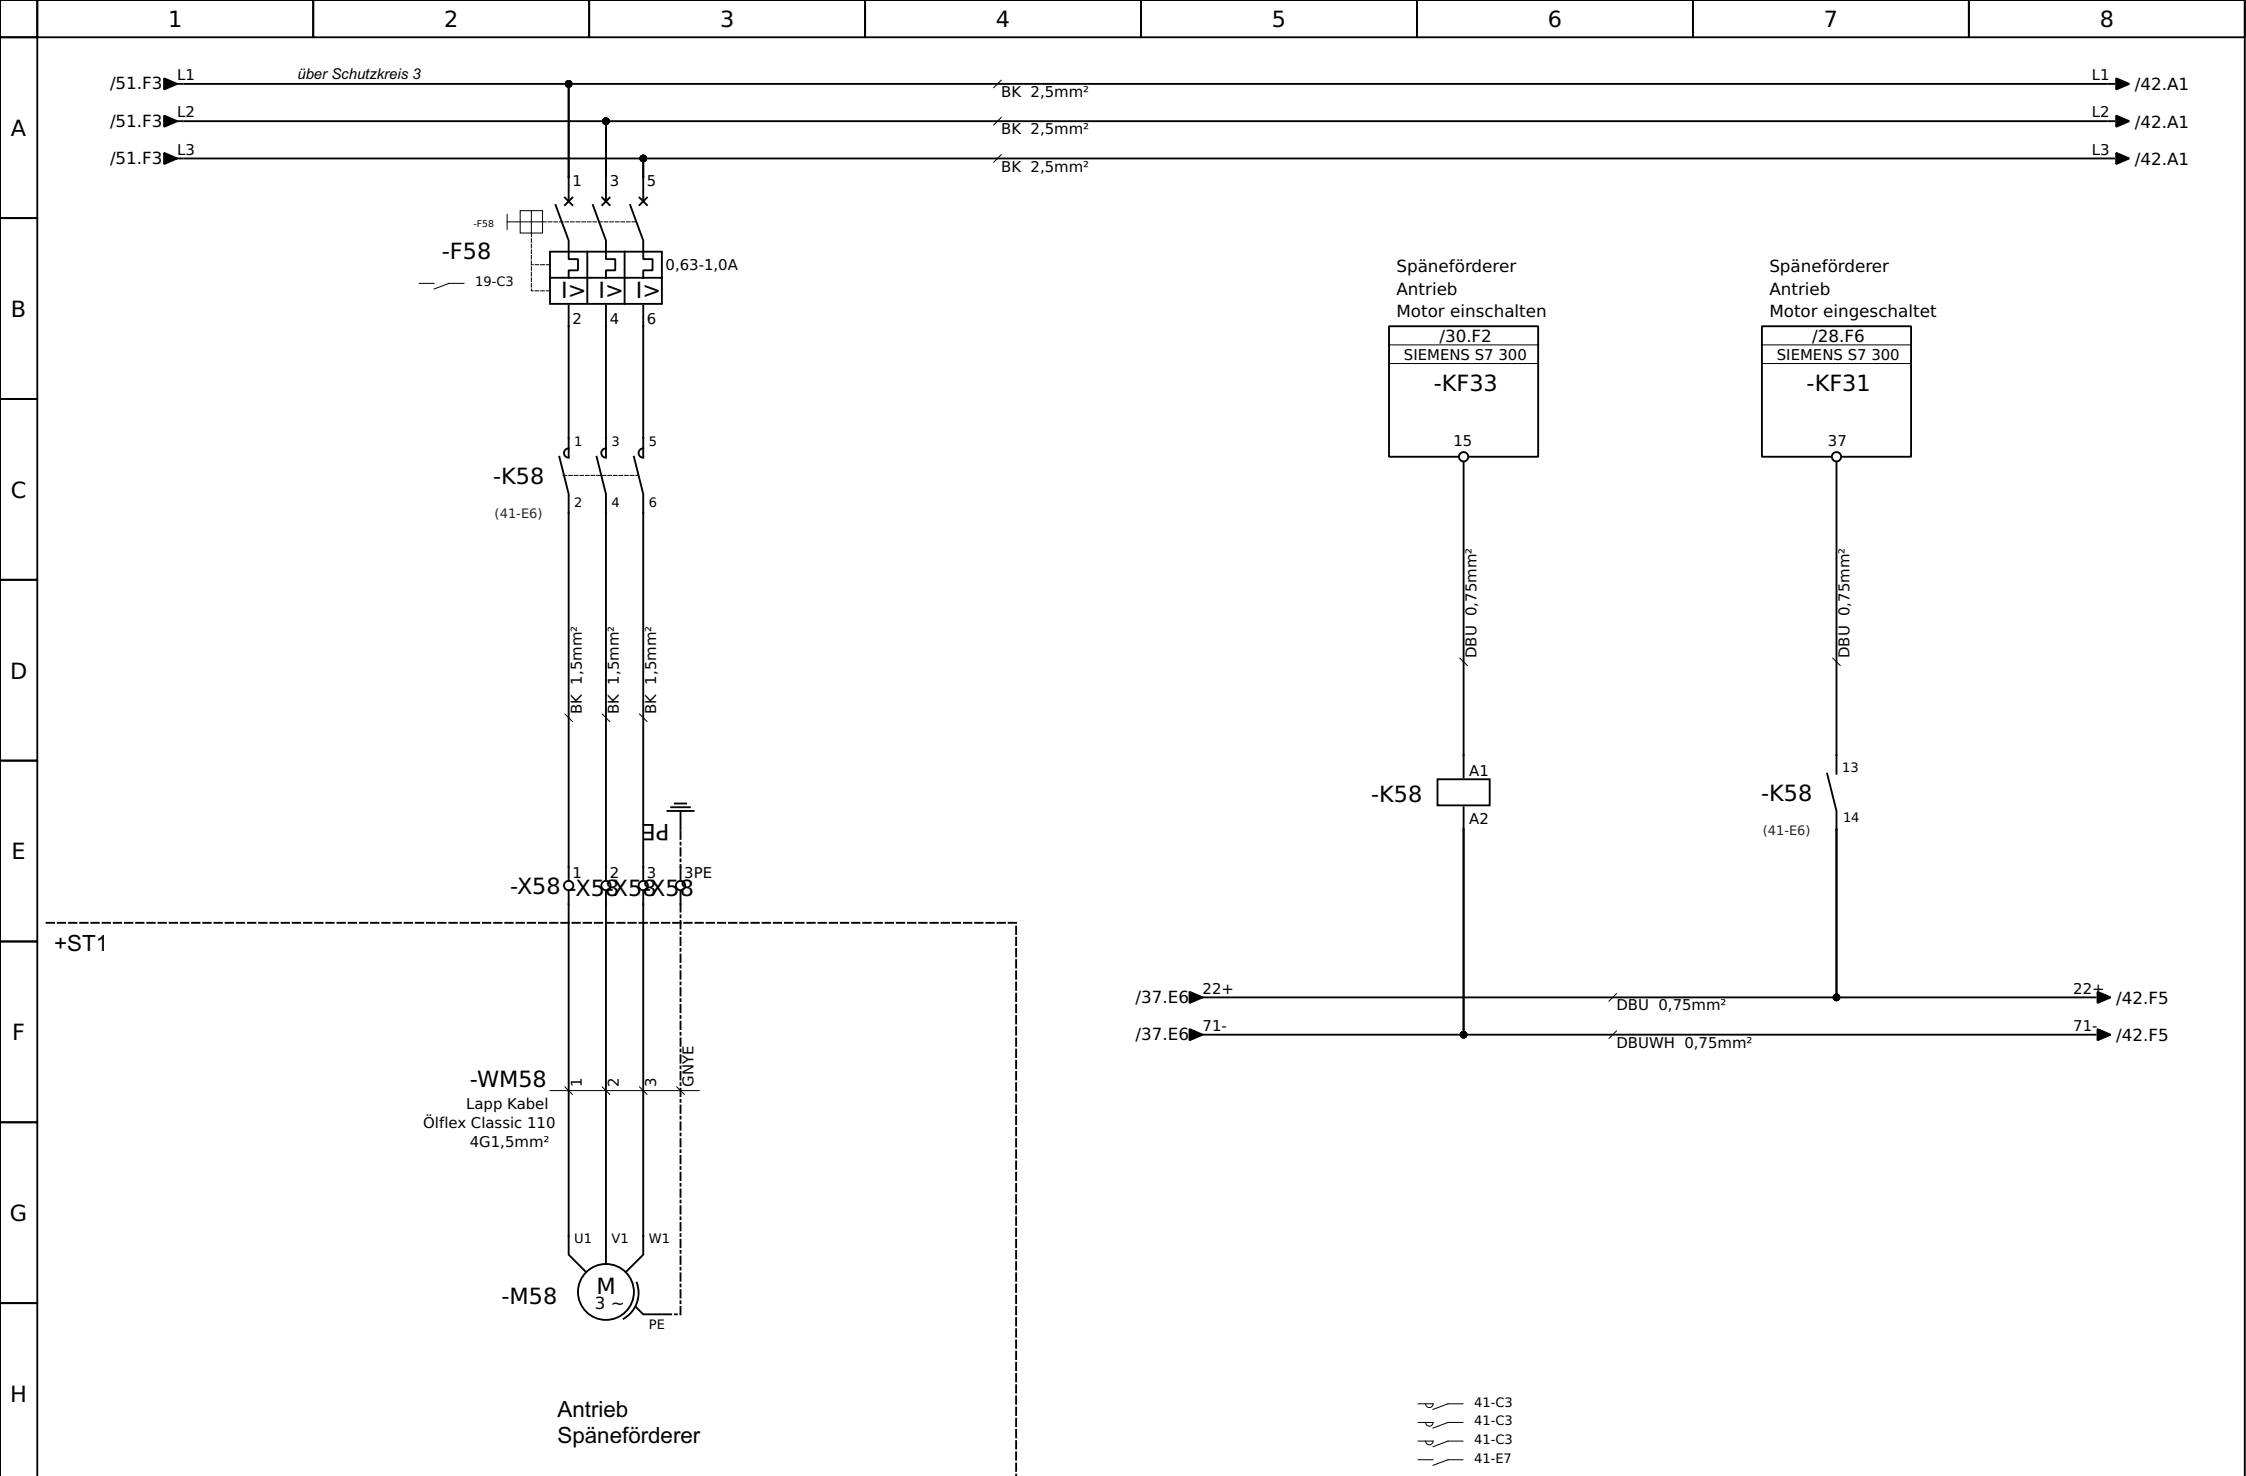 1 2 3 4 5 6 7 8
A
B
C
D
E
F
G
H
/51.F3 L1 über Schutzkreis 3 BK 2,5mm² L1 /42.A1
/51.F3 L2 BK 2,5mm² L2 /42.A1
/51.F3 L3 BK 2,5mm² L3 /42.A1
1 3 5
-F58
-F58
19-C3
0,63-1,0A
I> I> I>
2 4 6
1 3 5
-K58
(41-E6)
2 4 6
BK 1,5mm²
BK 1,5mm²
BK 1,5mm²
PE
1 2 3 3PE
-X58 -X58 -X58 -X58
+ST1
-WM58
Lapp Kabel
Ölflex Classic 110
4G1,5mm²
1 2 3 GNYE
U1 V1 W1
-M58
M
3 ~
PE
Antrieb
Späneförderer
Späneförderer
Antrieb
Motor einschalten
/30.F2
SIEMENS S7 300
-KF33
15
DBU 0,75mm²
A1
-K58
A2
Späneförderer
Antrieb
Motor eingeschaltet
/28.F6
SIEMENS S7 300
-KF31
37
DBU 0,75mm²
13
-K58
14
(41-E6)
/37.E6 22+ DBU 0,75mm² 22+ /42.F5
/37.E6 71- DBUWH 0,75mm² 71- /42.F5
41-C3
41-C3
41-C3
41-E7